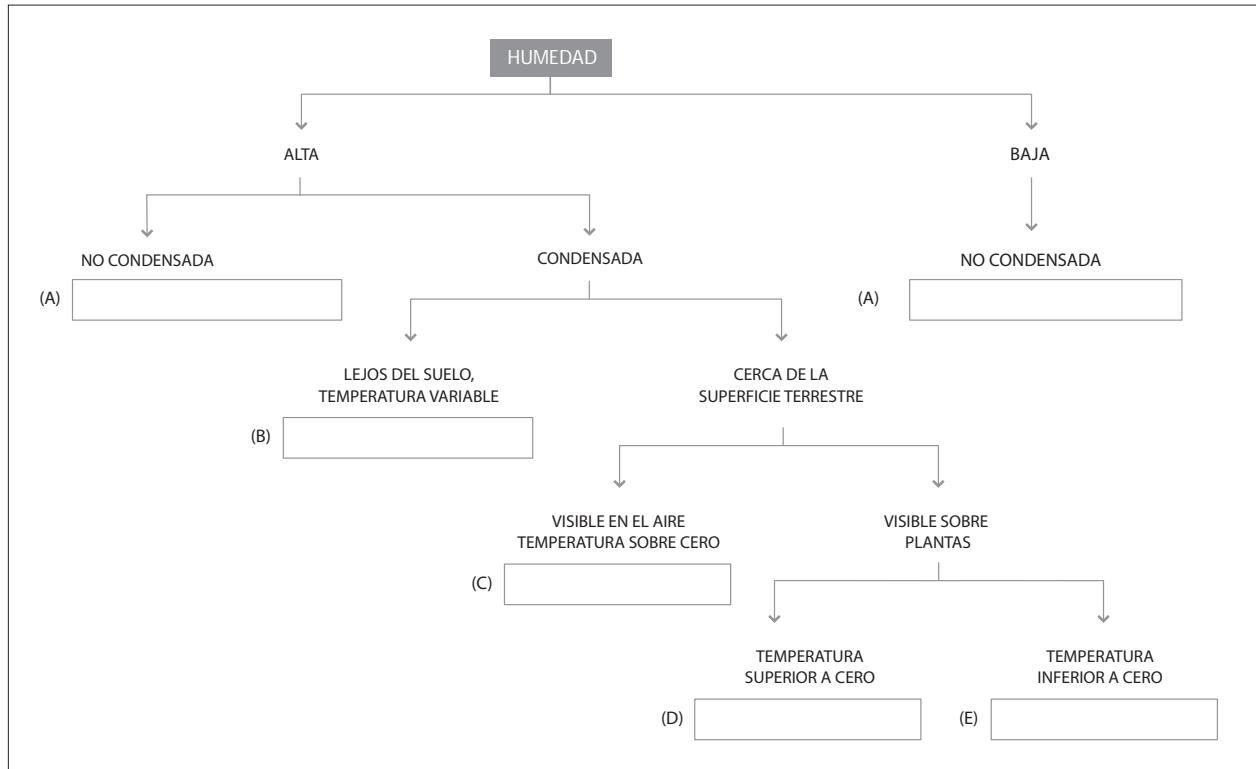 HUMEDAD
ALTA
BAJA
NO CONDENSADA
CONDENSADA
NO CONDENSADA
(A)
(A)
LEJOS DEL SUELO,
TEMPERATURA VARIABLE
CERCA DE LA
SUPERFICIE TERRESTRE
(B)
VISIBLE EN EL AIRE
TEMPERATURA SOBRE CERO
VISIBLE SOBRE
PLANTAS
(C)
TEMPERATURA
SUPERIOR A CERO
TEMPERATURA
INFERIOR A CERO
(D)
(E)